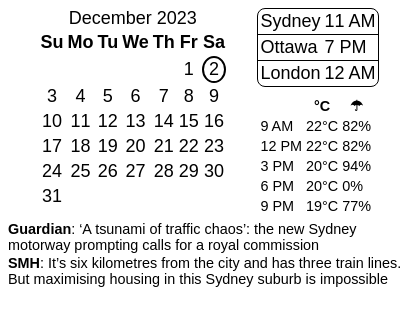 December 2023
Su Mo Tu We Th Fr Sa
1 2
3 4 5 6 7 8 9
10 11 12 13 14 15 16
17 18 19 20 21 22 23
24 25 26 27 28 29 30
31
Sydney 11 AM
Ottawa 7 PM
London 12 AM
°C ☂
9 AM 22°C 82%
12 PM 22°C 82%
3 PM 20°C 94%
6 PM 20°C 0%
9 PM 19°C 77%
Guardian: ‘A tsunami of traffic chaos’: the new Sydney
motorway prompting calls for a royal commission
SMH: It’s six kilometres from the city and has three train lines.
But maximising housing in this Sydney suburb is impossible